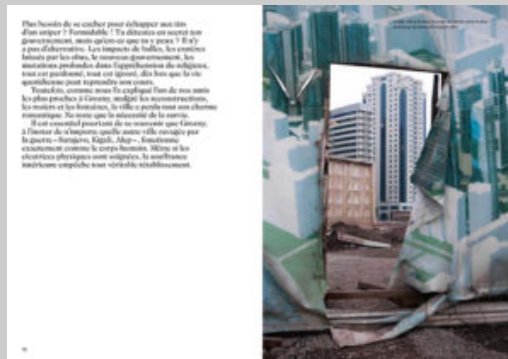 Plus besoin de se cacher pour échapper aux tirs
d'un sniper ? Formidable ! Tu détestes en secret ton
gouvernement, mais qu'est-ce que tu y peux ? Il n'y
a pas d'alternative. Les impacts de balles, les cratères
laissés par les obus, le nouveau gouvernement, les
mutations profondes dans l'appréhension du religieux,
tout est pardonné, tout est ignoré, dès lors que la vie
quotidienne peut reprendre son cours.
Toutefois, comme nous l'a expliqué l'un de nos amis
les plus proches à Grozny, malgré les reconstructions,
les rosiers et les fontaines, la ville a perdu tout son charme
romantique. Ne reste que la nécessité de la survie.
Il est essentiel pourtant de se souvenir que Grozny,
à l'instar de n'importe quelle autre ville ravagée par
la guerre – Sarajevo, Kigali, Alep –, fonctionne
exactement comme le corps humain. Même si les
cicatrices physiques sont soignées, la souffrance
intérieure empêche tout véritable rétablissement.